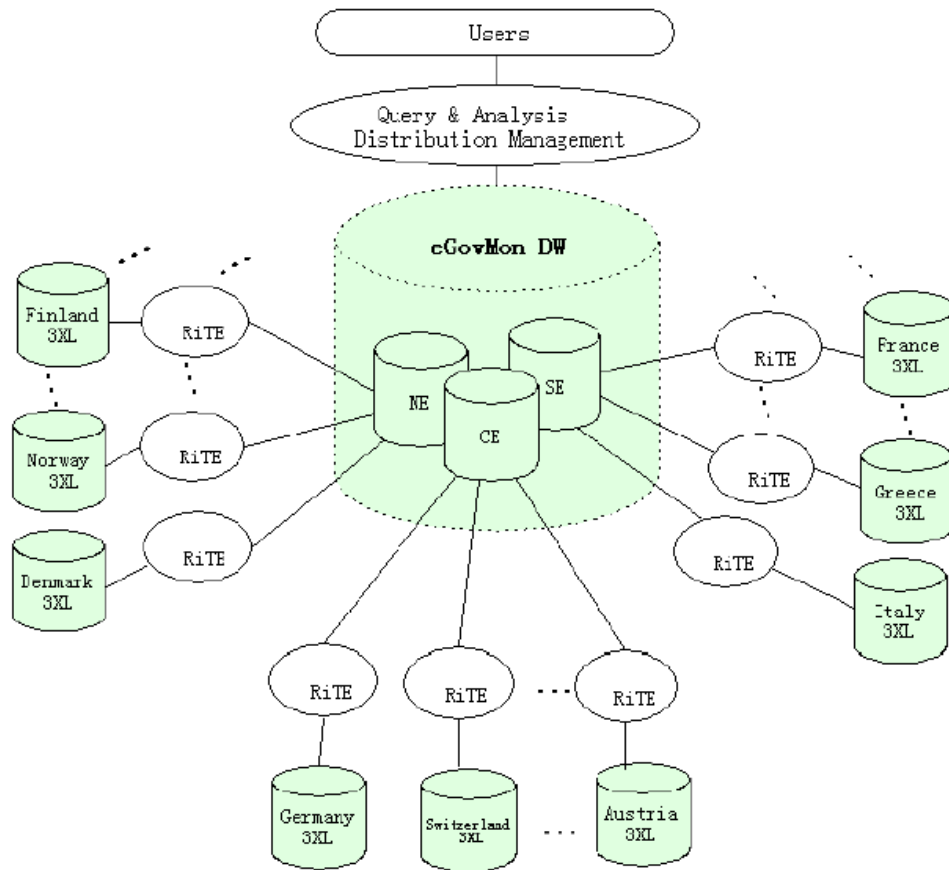 Users
Query & Analysis
Distribution Management
eGovMon DW
Finland
3XL
RiTE
RiTE
France
3XL
NE
SE
CE
Norway
3XL
RiTE
RiTE
Greece
3XL
Denmark
3XL
RiTE
RiTE
Italy
3XL
RiTE
RiTE
...
RiTE
Germany
3XL
Switzerland
3XL
...
Austria
3XL